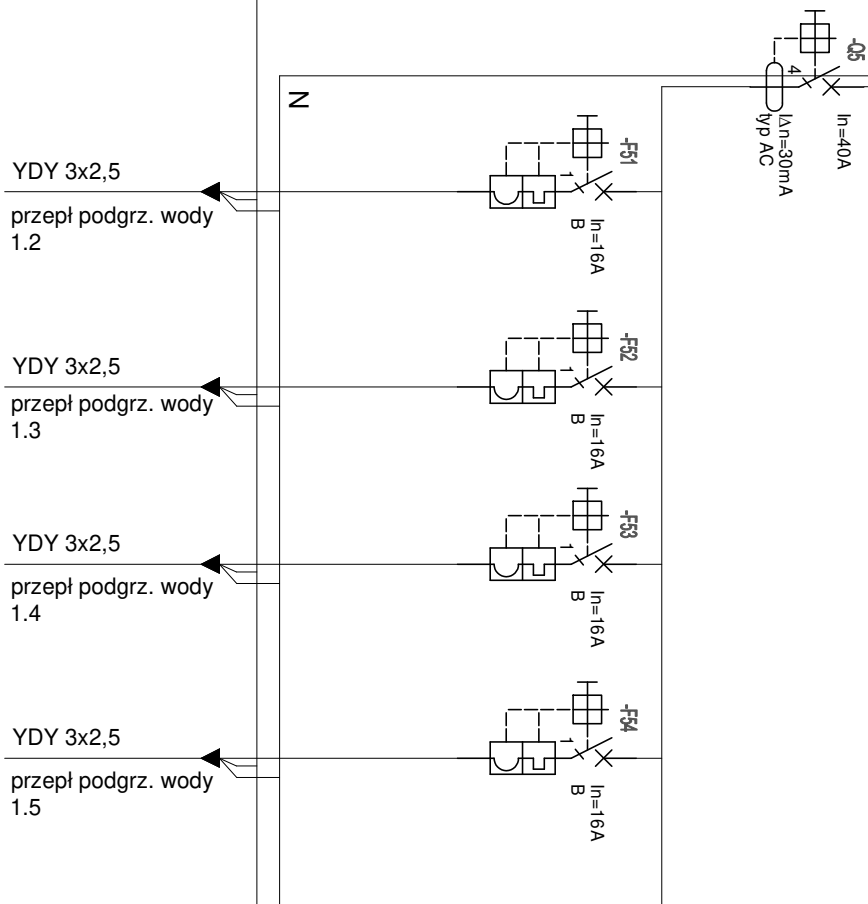 -Q5
In=40A
4
I∆n=30mA
typ AC
N
YDY 3x2,5
przepł podgrz. wody
1.2
-F51
1
In=16A
B
YDY 3x2,5
przepł podgrz. wody
1.3
-F52
1
In=16A
B
YDY 3x2,5
przepł podgrz. wody
1.4
-F53
1
In=16A
B
YDY 3x2,5
przepł podgrz. wody
1.5
-F54
1
In=16A
B